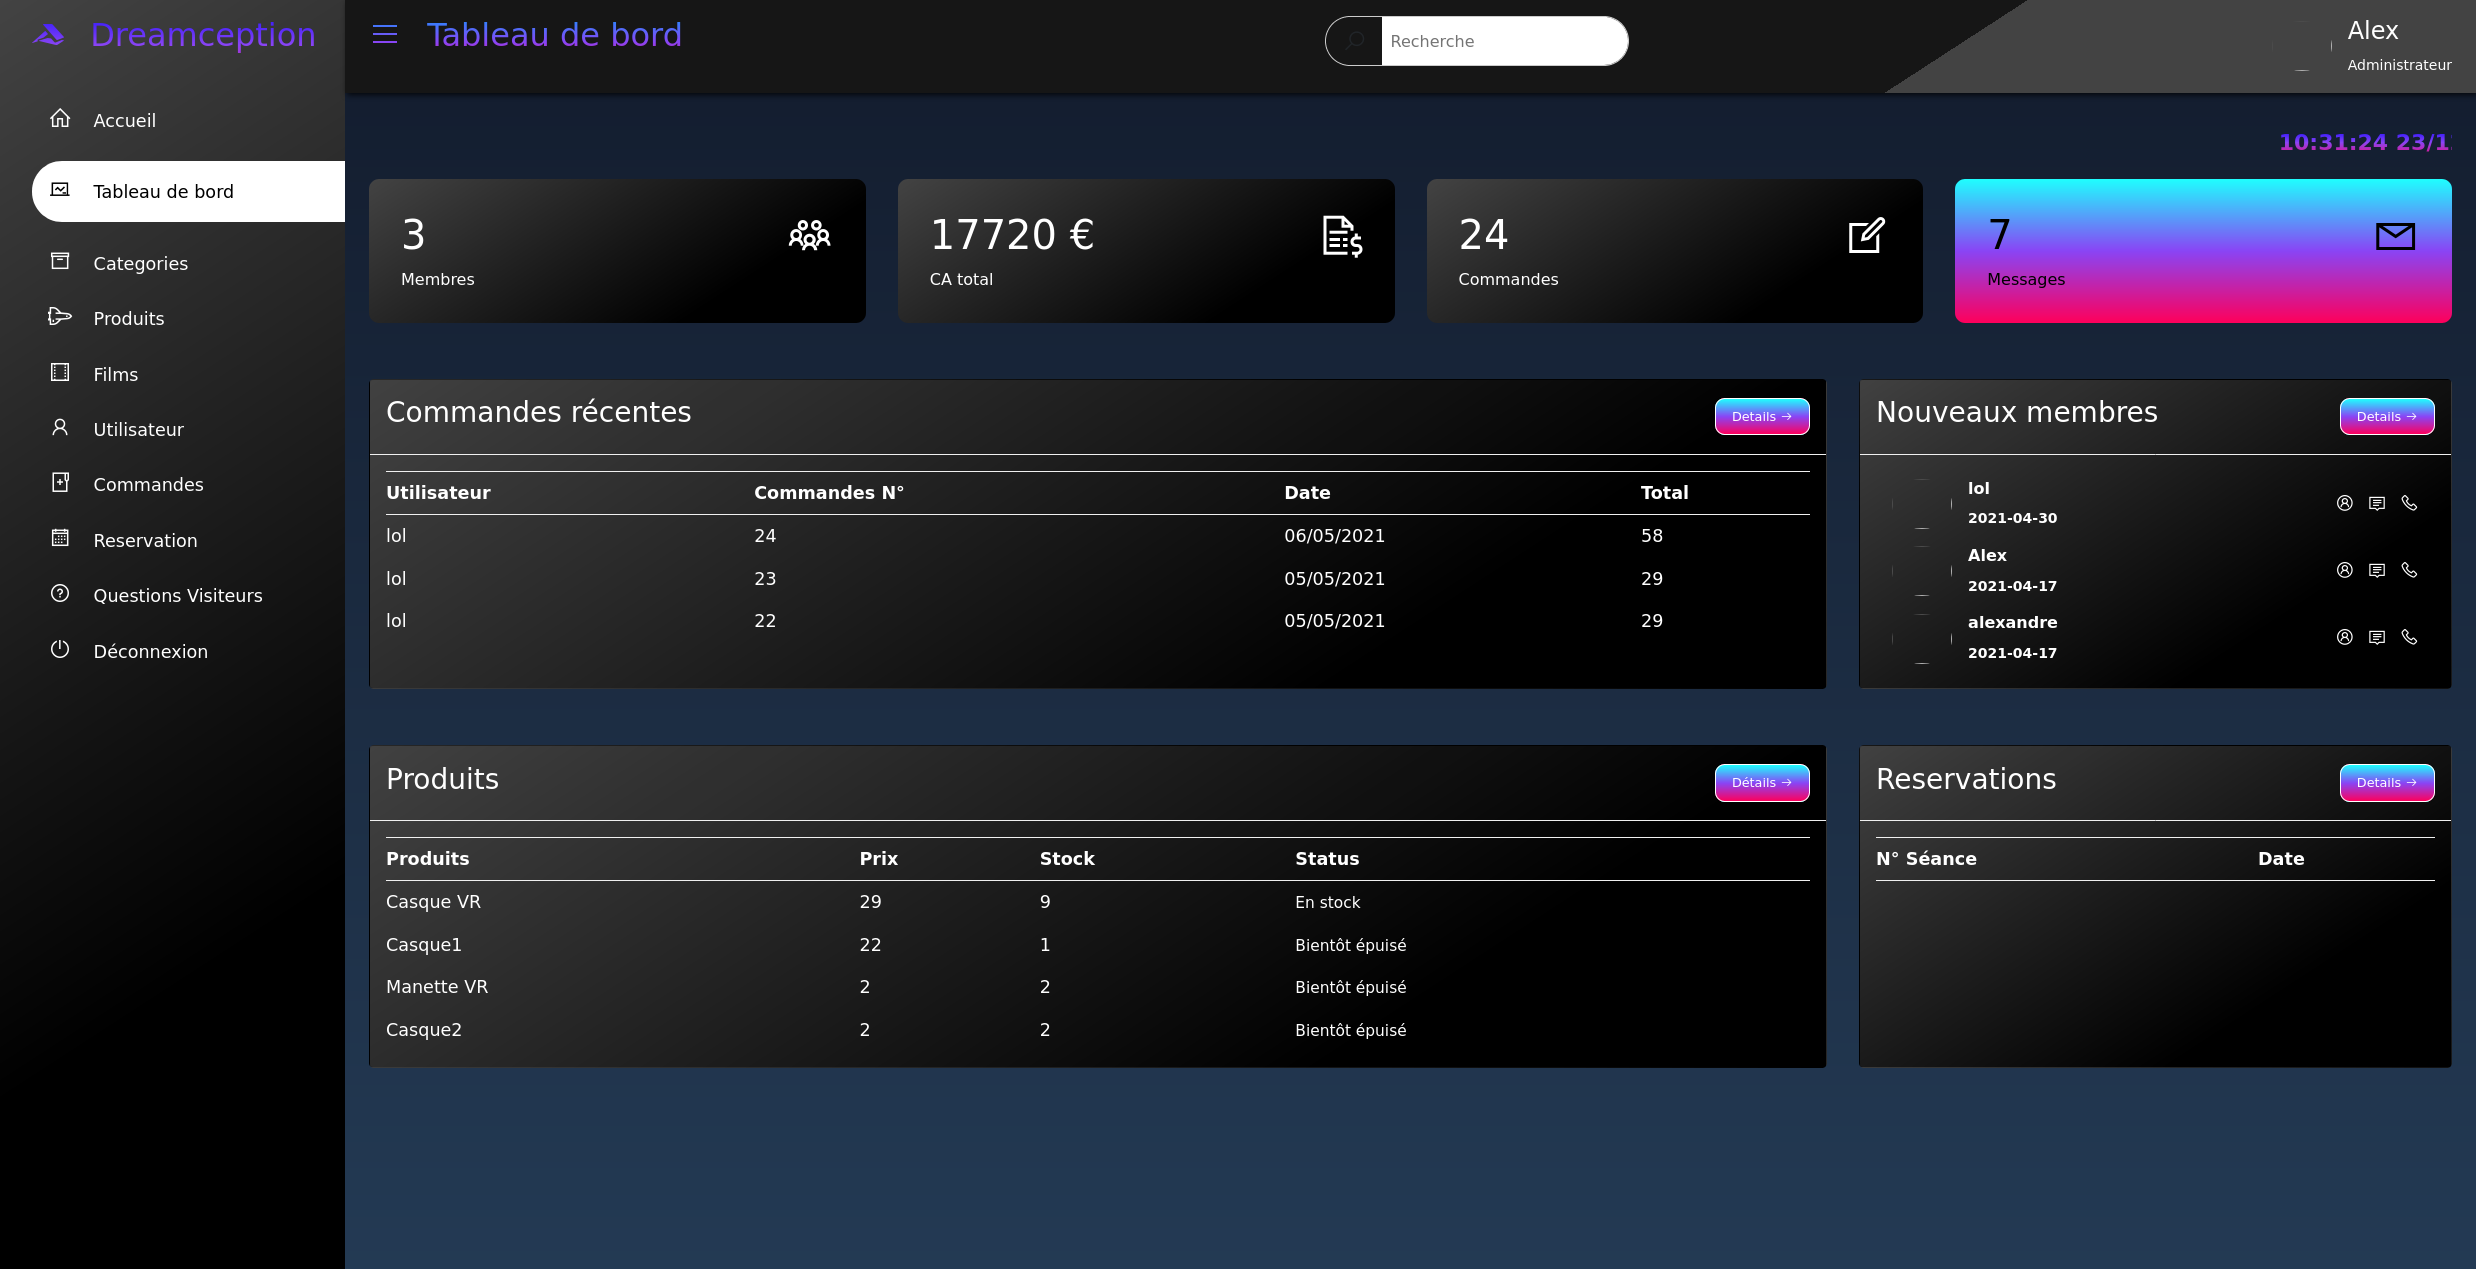 Dreamception
Tableau de bord
Recherche
Alex
Administrateur
Accueil
Tableau de bord
Categories
Produits
Films
Utilisateur
Commandes
Reservation
Questions Visiteurs
Déconnexion
10:31:24 23/1
3
Membres
17720 €
CA total
24
Commandes
7
Messages
Commandes récentes
Details →
Utilisateur Commandes N° Date Total
lol 24 06/05/2021 58
lol 23 05/05/2021 29
lol 22 05/05/2021 29
Nouveaux membres
Details →
lol
2021-04-30
Alex
2021-04-17
alexandre
2021-04-17
Produits
Détails →
Produits Prix Stock Status
Casque VR 29 9 En stock
Casque1 22 1 Bientôt épuisé
Manette VR 2 2 Bientôt épuisé
Casque2 2 2 Bientôt épuisé
Reservations
Details →
N° Séance Date